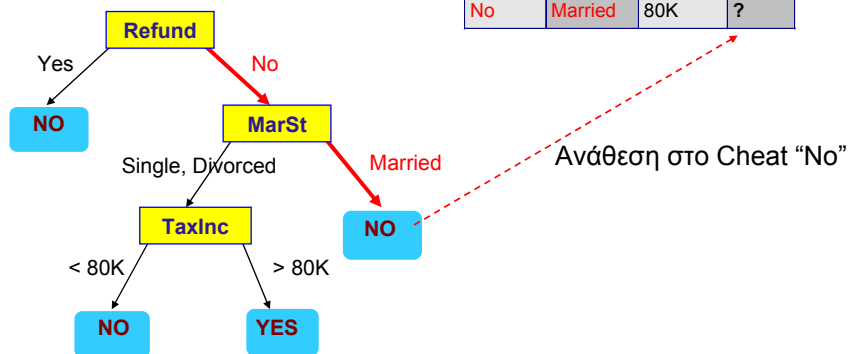 No Married 80K ?
Refund
Yes No
NO MarSt
Single, Divorced Married
Ανάθεση στο Cheat “No”
TaxInc NO
< 80K > 80K
NO YES